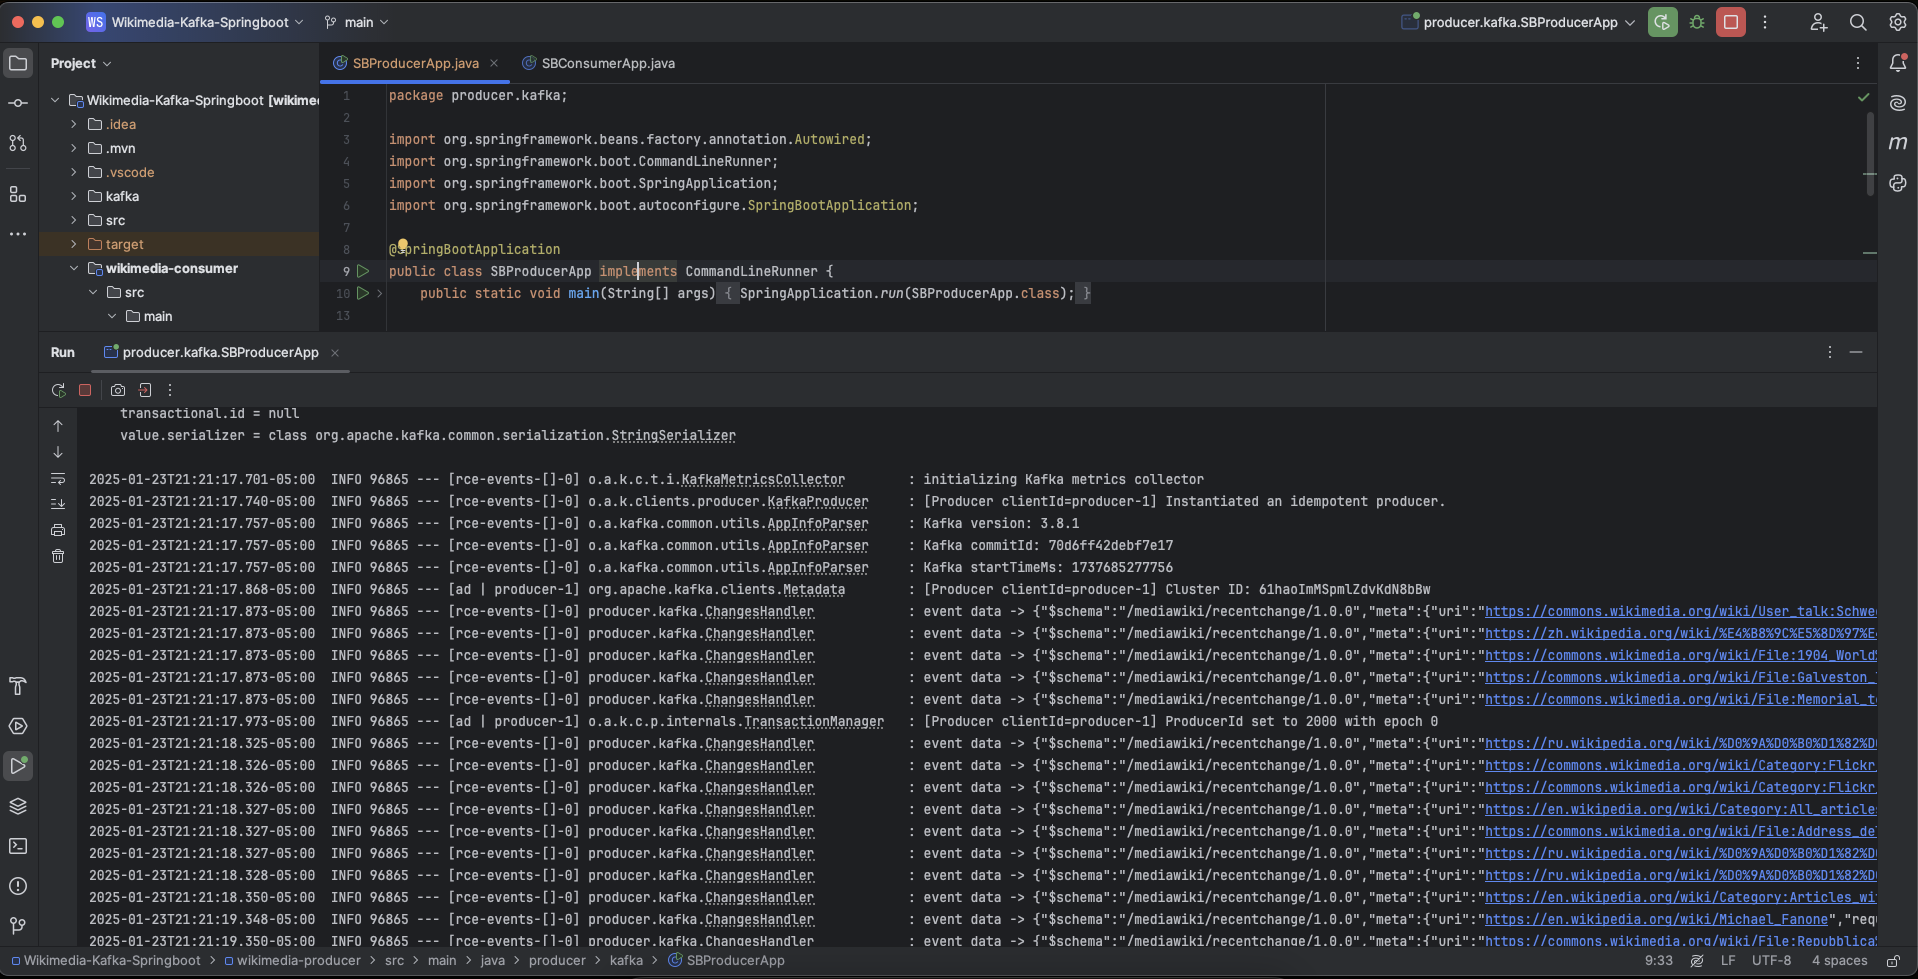 WS Wikimedia-Kafka-Springboot main producer.kafka.SBProducerApp
Project
SBProducerApp.java SBConsumerApp.java
Wikimedia-Kafka-Springboot [wikime
.idea
.mvn
.vscode
kafka
src
target
wikimedia-consumer
src
main
1 package producer.kafka;
2
3 import org.springframework.beans.factory.annotation.Autowired;
4 import org.springframework.boot.CommandLineRunner;
5 import org.springframework.boot.SpringApplication;
6 import org.springframework.boot.autoconfigure.SpringBootApplication;
7
8 @SpringBootApplication
9 public class SBProducerApp implements CommandLineRunner {
10 public static void main(String[] args) { SpringApplication.run(SBProducerApp.class); }
13
Run producer.kafka.SBProducerApp
transactional.id = null
value.serializer = class org.apache.kafka.common.serialization.StringSerializer
2025-01-23T21:21:17.701-05:00 INFO 96865 --- [rce-events-[]-0] o.a.k.c.t.i.KafkaMetricsCollector : initializing Kafka metrics collector
2025-01-23T21:21:17.740-05:00 INFO 96865 --- [rce-events-[]-0] o.a.k.clients.producer.KafkaProducer : [Producer clientId=producer-1] Instantiated an idempotent producer.
2025-01-23T21:21:17.757-05:00 INFO 96865 --- [rce-events-[]-0] o.a.kafka.common.utils.AppInfoParser : Kafka version: 3.8.1
2025-01-23T21:21:17.757-05:00 INFO 96865 --- [rce-events-[]-0] o.a.kafka.common.utils.AppInfoParser : Kafka commitId: 70d6ff42debf7e17
2025-01-23T21:21:17.757-05:00 INFO 96865 --- [rce-events-[]-0] o.a.kafka.common.utils.AppInfoParser : Kafka startTimeMs: 1737685277756
2025-01-23T21:21:17.868-05:00 INFO 96865 --- [ad | producer-1] org.apache.kafka.clients.Metadata : [Producer clientId=producer-1] Cluster ID: 61haoImMSpmlZdvKdN8bBw
2025-01-23T21:21:17.873-05:00 INFO 96865 --- [rce-events-[]-0] producer.kafka.ChangesHandler : event data -> {"$schema":"/mediawiki/recentchange/1.0.0","meta":{"uri":"https://commons.wikimedia.org/wiki/User_talk:Schwe
2025-01-23T21:21:17.873-05:00 INFO 96865 --- [rce-events-[]-0] producer.kafka.ChangesHandler : event data -> {"$schema":"/mediawiki/recentchange/1.0.0","meta":{"uri":"https://zh.wikipedia.org/wiki/%E4%B8%9C%E5%8D%97%E
2025-01-23T21:21:17.873-05:00 INFO 96865 --- [rce-events-[]-0] producer.kafka.ChangesHandler : event data -> {"$schema":"/mediawiki/recentchange/1.0.0","meta":{"uri":"https://commons.wikimedia.org/wiki/File:1904_World
2025-01-23T21:21:17.873-05:00 INFO 96865 --- [rce-events-[]-0] producer.kafka.ChangesHandler : event data -> {"$schema":"/mediawiki/recentchange/1.0.0","meta":{"uri":"https://commons.wikimedia.org/wiki/File:Galveston_
2025-01-23T21:21:17.873-05:00 INFO 96865 --- [rce-events-[]-0] producer.kafka.ChangesHandler : event data -> {"$schema":"/mediawiki/recentchange/1.0.0","meta":{"uri":"https://commons.wikimedia.org/wiki/File:Memorial_t
2025-01-23T21:21:17.973-05:00 INFO 96865 --- [ad | producer-1] o.a.k.c.p.internals.TransactionManager : [Producer clientId=producer-1] ProducerId set to 2000 with epoch 0
2025-01-23T21:21:18.325-05:00 INFO 96865 --- [rce-events-[]-0] producer.kafka.ChangesHandler : event data -> {"$schema":"/mediawiki/recentchange/1.0.0","meta":{"uri":"https://ru.wikipedia.org/wiki/%D0%9A%D0%B0%D1%82%D
2025-01-23T21:21:18.326-05:00 INFO 96865 --- [rce-events-[]-0] producer.kafka.ChangesHandler : event data -> {"$schema":"/mediawiki/recentchange/1.0.0","meta":{"uri":"https://commons.wikimedia.org/wiki/Category:Flickr
2025-01-23T21:21:18.326-05:00 INFO 96865 --- [rce-events-[]-0] producer.kafka.ChangesHandler : event data -> {"$schema":"/mediawiki/recentchange/1.0.0","meta":{"uri":"https://commons.wikimedia.org/wiki/Category:Flickr
2025-01-23T21:21:18.327-05:00 INFO 96865 --- [rce-events-[]-0] producer.kafka.ChangesHandler : event data -> {"$schema":"/mediawiki/recentchange/1.0.0","meta":{"uri":"https://en.wikipedia.org/wiki/Category:All_article
2025-01-23T21:21:18.327-05:00 INFO 96865 --- [rce-events-[]-0] producer.kafka.ChangesHandler : event data -> {"$schema":"/mediawiki/recentchange/1.0.0","meta":{"uri":"https://commons.wikimedia.org/wiki/File:Address_de
2025-01-23T21:21:18.327-05:00 INFO 96865 --- [rce-events-[]-0] producer.kafka.ChangesHandler : event data -> {"$schema":"/mediawiki/recentchange/1.0.0","meta":{"uri":"https://ru.wikipedia.org/wiki/%D0%9A%D0%B0%D1%82%D
2025-01-23T21:21:18.328-05:00 INFO 96865 --- [rce-events-[]-0] producer.kafka.ChangesHandler : event data -> {"$schema":"/mediawiki/recentchange/1.0.0","meta":{"uri":"https://ru.wikipedia.org/wiki/%D0%9A%D0%B0%D1%82%D
2025-01-23T21:21:18.350-05:00 INFO 96865 --- [rce-events-[]-0] producer.kafka.ChangesHandler : event data -> {"$schema":"/mediawiki/recentchange/1.0.0","meta":{"uri":"https://en.wikipedia.org/wiki/Category:Articles_wi
2025-01-23T21:21:19.348-05:00 INFO 96865 --- [rce-events-[]-0] producer.kafka.ChangesHandler : event data -> {"$schema":"/mediawiki/recentchange/1.0.0","meta":{"uri":"https://en.wikipedia.org/wiki/Michael_Fanone","req
2025-01-23T21:21:19.350-05:00 INFO 96865 --- [rce-events-[]-0] producer.kafka.ChangesHandler : event data -> {"$schema":"/mediawiki/recentchange/1.0.0","meta":{"uri":"https://commons.wikimedia.org/wiki/File:Repubblica
Wikimedia-Kafka-Springboot > wikimedia-producer > src > main > java > producer > kafka > SBProducerApp 9:33 LF UTF-8 4 spaces